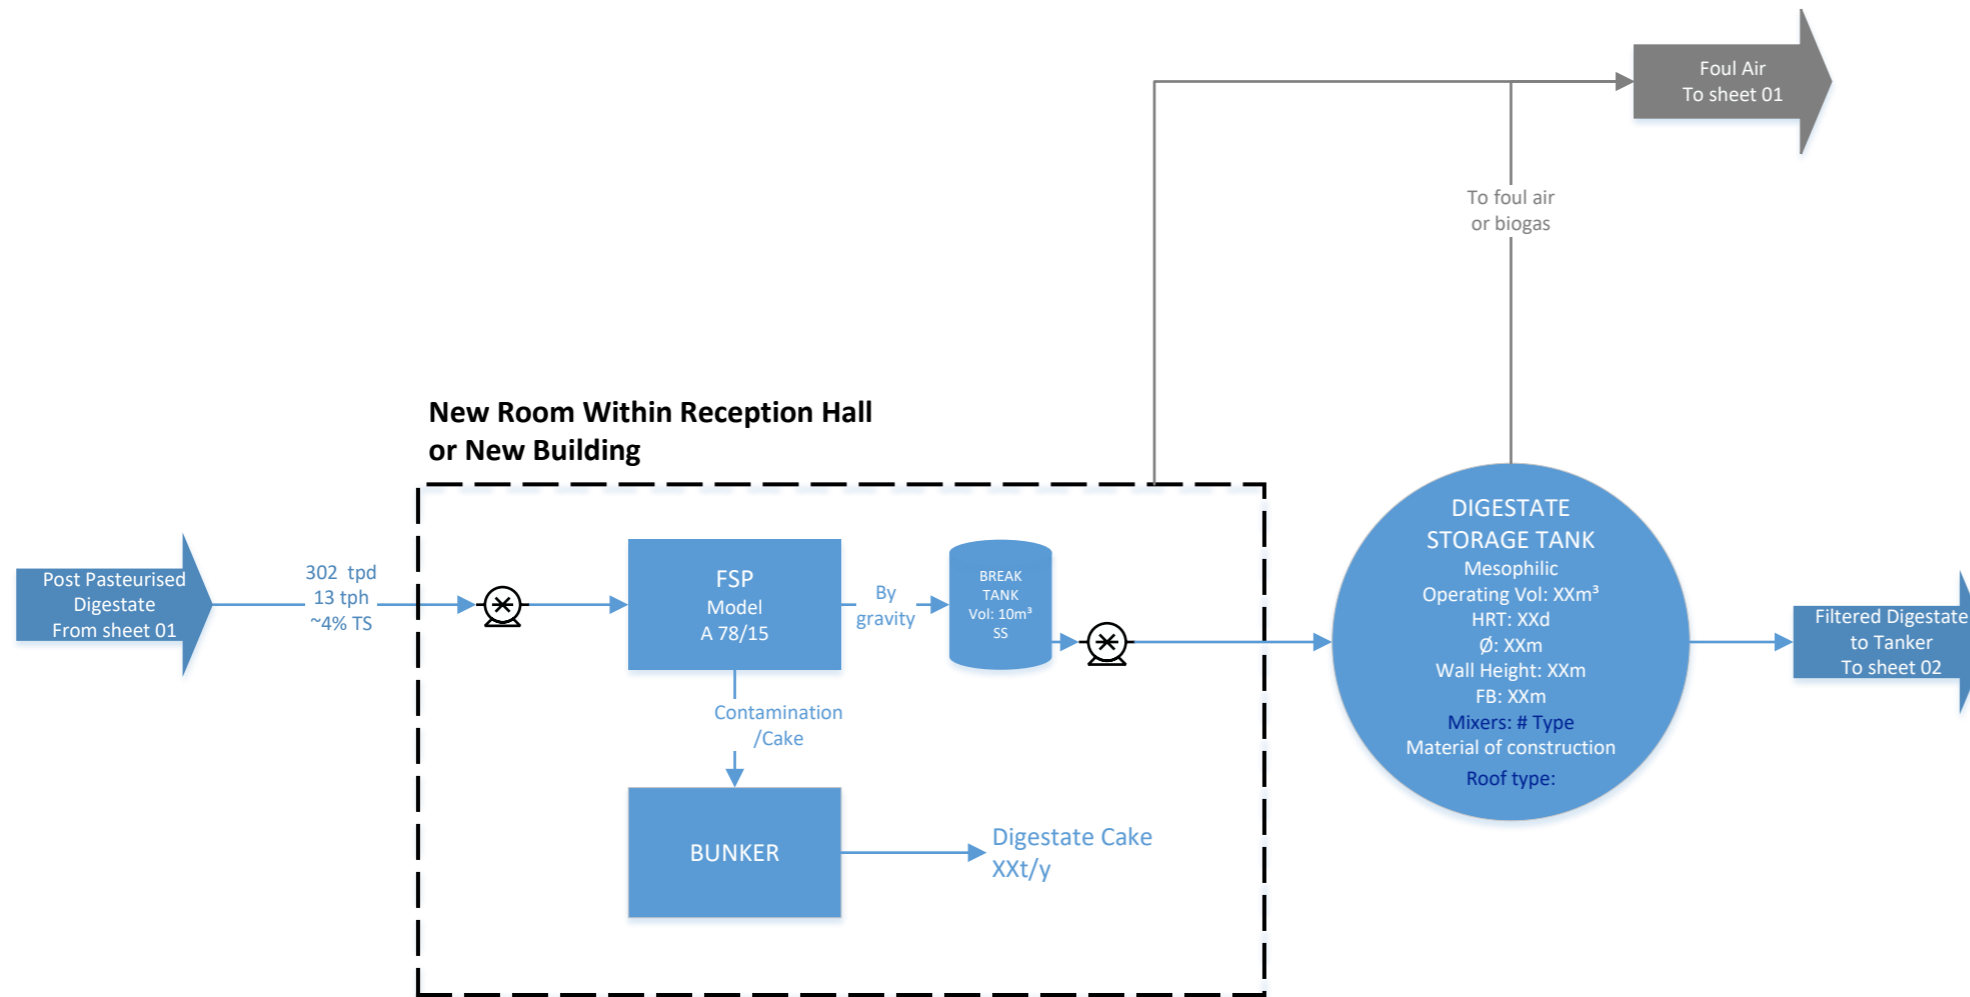 Foul Air
To sheet 01
To foul air
or biogas
New Room Within Reception Hall
or New Building
Post Pasteurised
Digestate
From sheet 01
302  tpd
13 tph
~4% TS
FSP
Model
A 78/15
By
gravity
BREAK
TANK
Vol: 10m³
SS
Contamination
/Cake
BUNKER
Digestate Cake
XXt/y
DIGESTATE
STORAGE TANK
Mesophilic
Operating Vol: XXm³
HRT: XXd
Ø: XXm
Wall Height: XXm
FB: XXm
Mixers: # Type
Material of construction
Roof type:
Filtered Digestate
to Tanker
To sheet 02